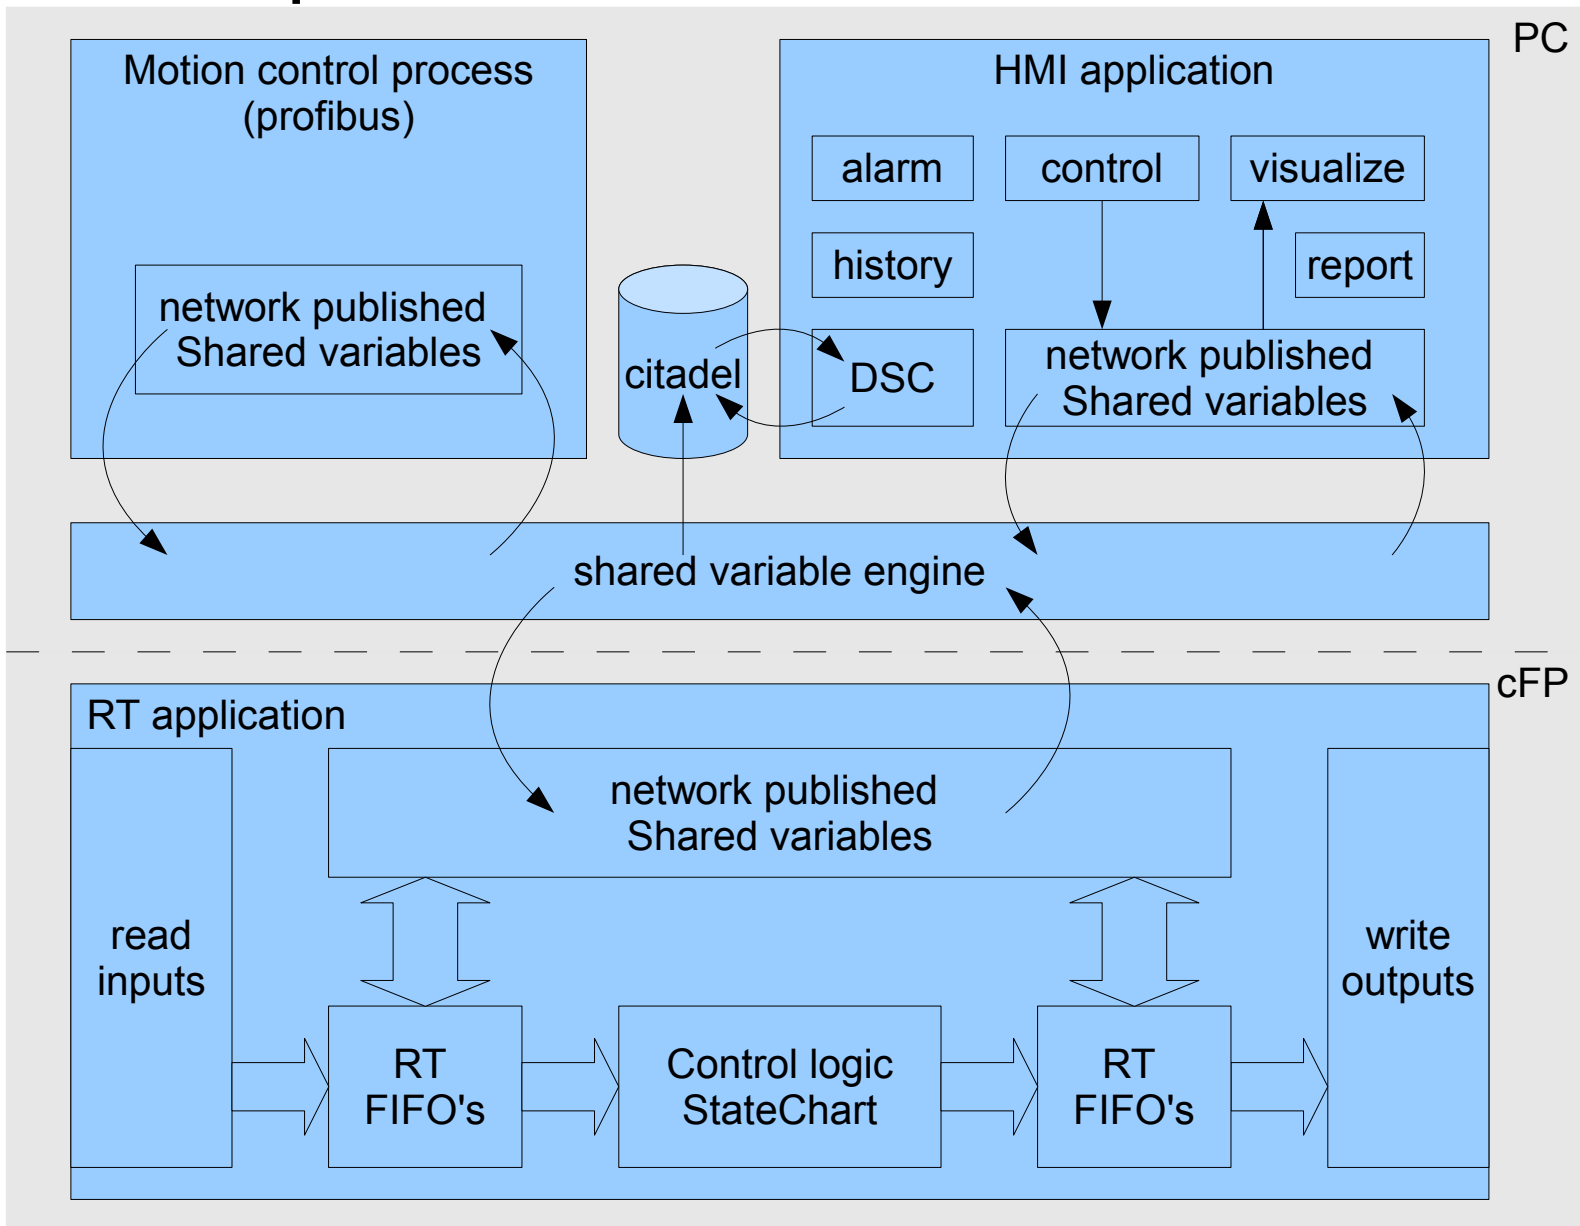 PC
Motion control process
(profibus)
network published
Shared variables
citadel
HMI application
alarm
control
visualize
history
report
DSC
network published
Shared variables
shared variable engine
cFP
RT application
network published
Shared variables
read
inputs
RT
FIFO's
Control logic
StateChart
RT
FIFO's
write
outputs